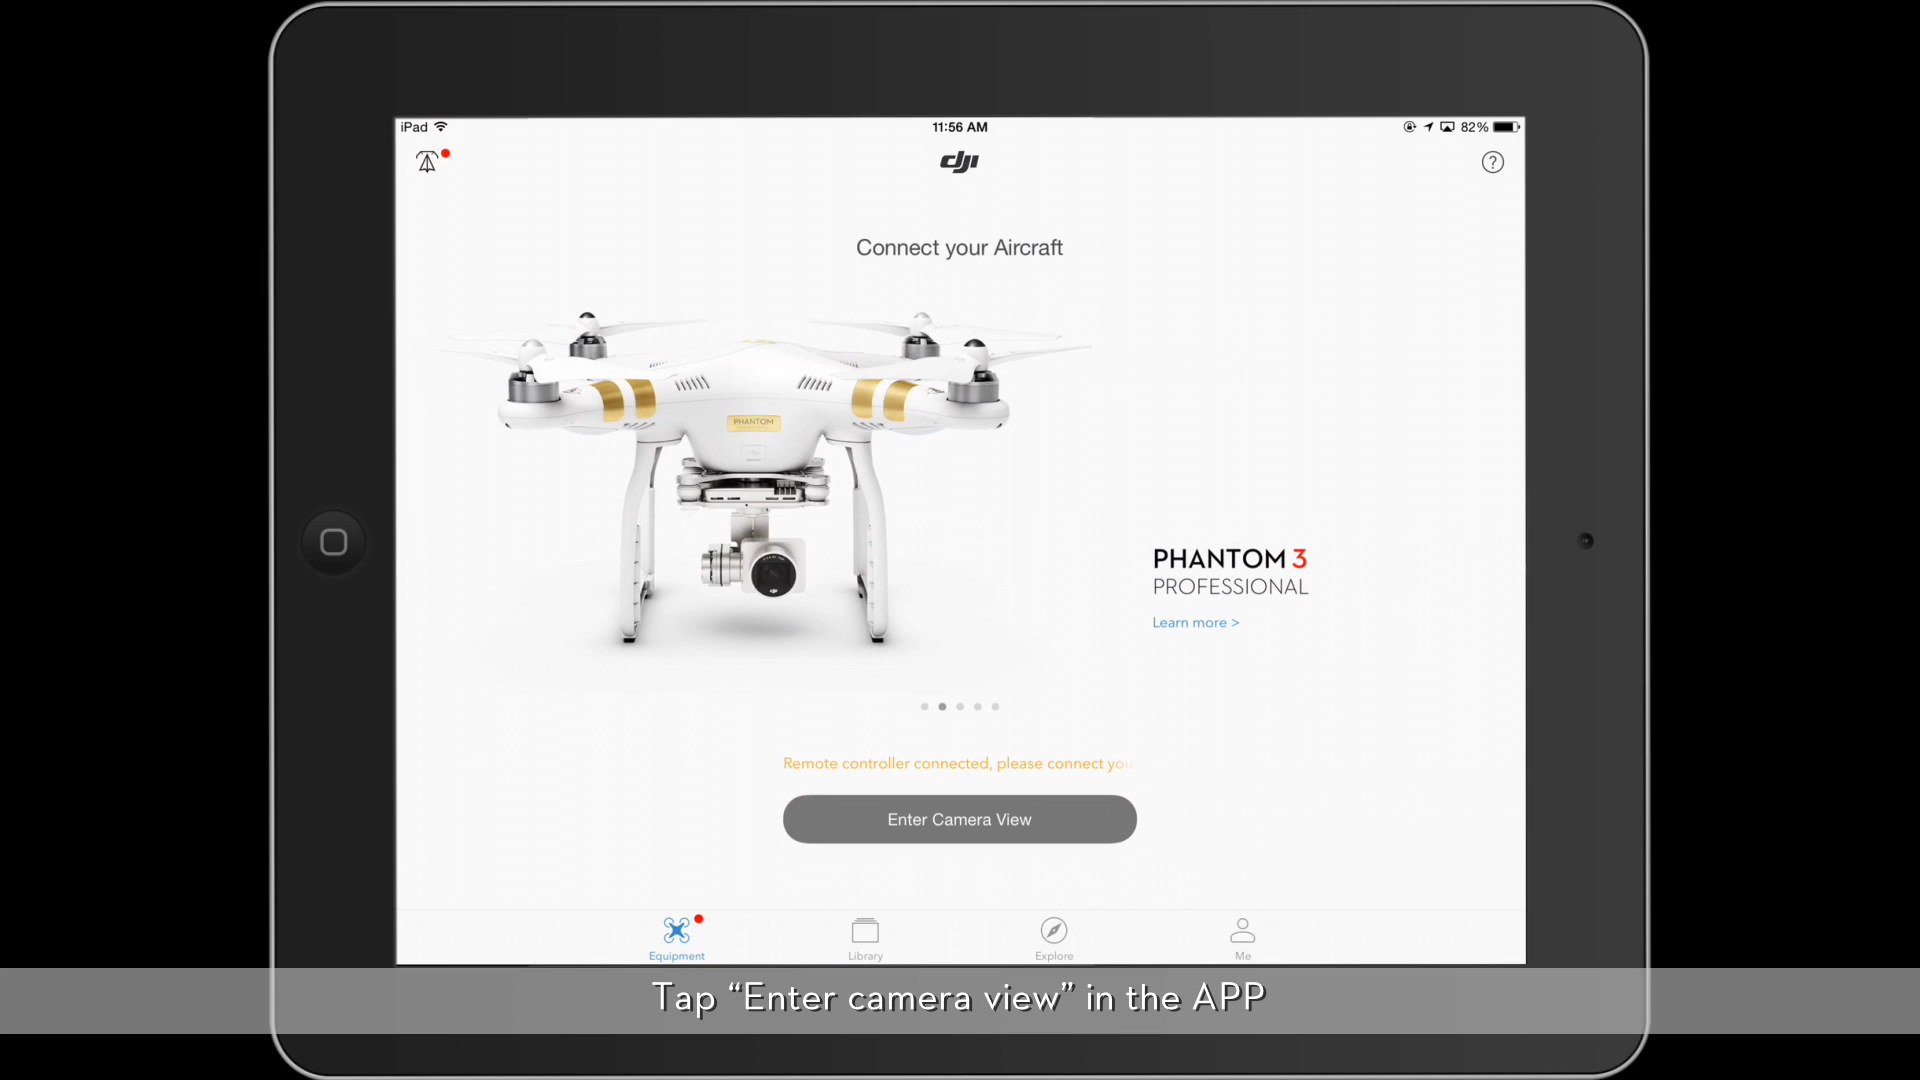 iPad
11:56 AM
82%
dji
?
Connect your Aircraft
PHANTOM
PHANTOM 3
PROFESSIONAL
Learn more >
Remote controller connected, please connect you
Enter Camera View
Equipment
Library
Explore
Me
Tap “Enter camera view” in the APP